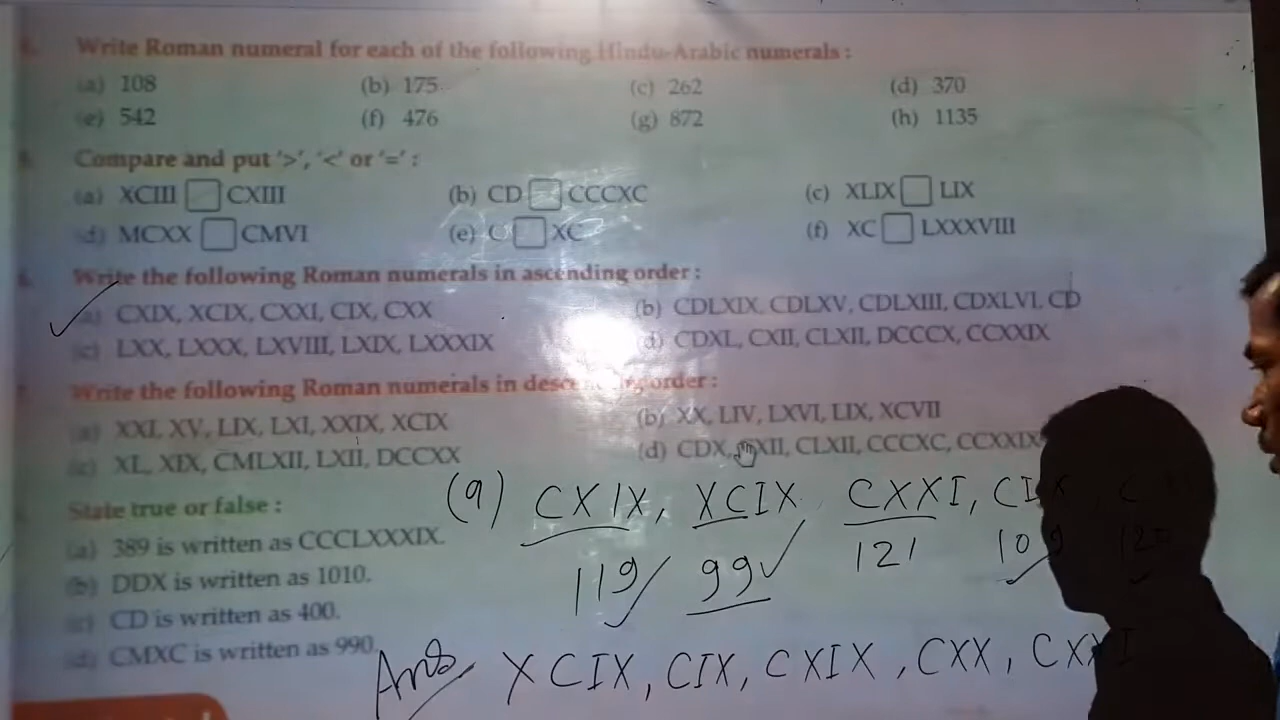 Write Roman numeral for each of the following Hindu-Arabic numerals :
(a) 108 (b) 175 (c) 262 (d) 370
(e) 542 (f) 476 (g) 872 (h) 1135
5. Compare and put '>', '<' or '=' :
(a) XCIII CXIII (b) CD CCCXC (c) XLIX LIX
(d) MCXX CMVI (e) XC (f) XC LXXXVIII
Write the following Roman numerals in ascending order :
CXIX, XCIX, CXXI, CIX, CXX (b) CDLXIX, CDLXV, CDLXIII, CDXLVI, CD
(c) LXX, LXXX, LXVIII, LXIX, LXXXIX (d) CDXL, CXII, CLXII, DCCCX, CCXXIX
Write the following Roman numerals in order :
(a) XXI, XV, LIX, LXI, XXIX, XCIX (b) XX, LIV, LXVI, LIX, XCVII
(c) XL, XIX, CMLXII, LXII, DCCXX (d) CDX, CLXII, CCCXC, CCXXIX
State true or false :
(a) 389 is written as CCCLXXXIX.
(b) DDX is written as 1010.
(c) CD is written as 400.
(d) CMXC is written as 990.
(a) CXIX, XCIX, CXXI,
119 99 121 109 120
Ans XCIX, CIX, CXIX, CXX, CXXI